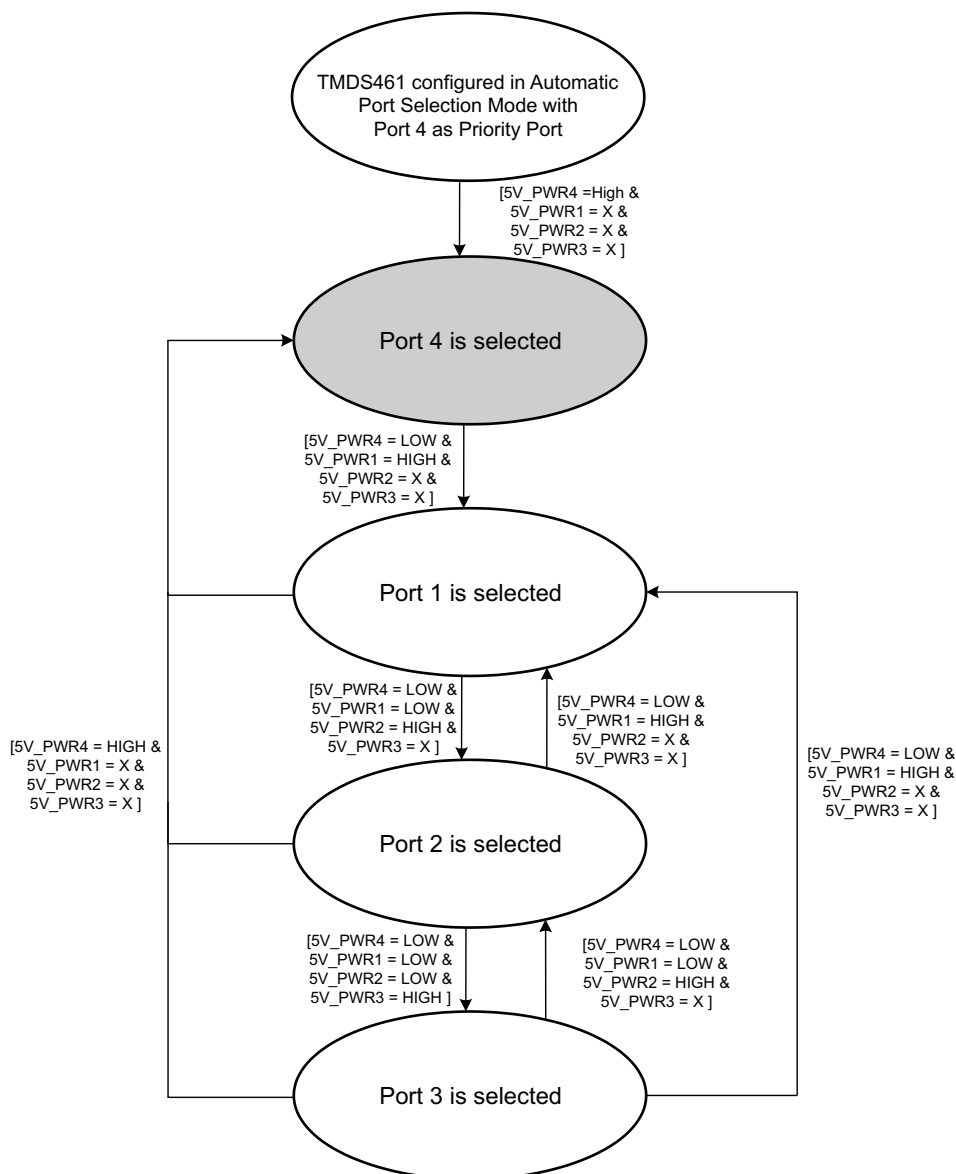 TMDS461 configured in Automatic
Port Selection Mode with
Port 4 as Priority Port
[5V_PWR4 =High &
5V_PWR1 = X &
5V_PWR2 = X &
5V_PWR3 = X ]
Port 4 is selected
[5V_PWR4 = LOW &
5V_PWR1 = HIGH &
5V_PWR2 = X &
5V_PWR3 = X ]
Port 1 is selected
[5V_PWR4 = LOW &
5V_PWR1 = LOW &
5V_PWR2 = HIGH &
5V_PWR3 = X ]
[5V_PWR4 = LOW &
5V_PWR1 = HIGH &
5V_PWR2 = X &
5V_PWR3 = X ]
[5V_PWR4 = HIGH &
5V_PWR1 = X &
5V_PWR2 = X &
5V_PWR3 = X ]
[5V_PWR4 = LOW &
5V_PWR1 = HIGH &
5V_PWR2 = X &
5V_PWR3 = X ]
Port 2 is selected
[5V_PWR4 = LOW &
5V_PWR1 = LOW &
5V_PWR2 = LOW &
5V_PWR3 = HIGH ]
[5V_PWR4 = LOW &
5V_PWR1 = LOW &
5V_PWR2 = HIGH &
5V_PWR3 = X ]
Port 3 is selected